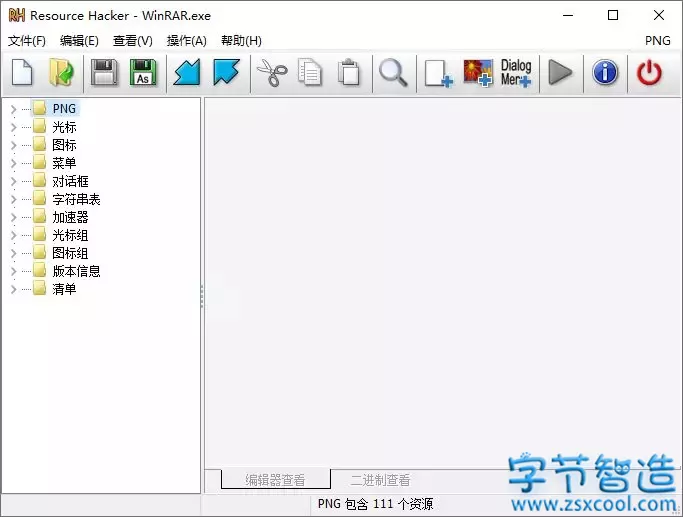 Resource Hacker - WinRAR.exe
文件(F) 编辑(E) 查看(V) 操作(A) 帮助(H) PNG
As Dialog Menu
PNG
光标
图标
菜单
对话框
字符串表
加速器
光标组
图标组
版本信息
清单
编辑器查看 二进制查看
PNG 包含 111 个资源
字节智造
www.zsxcool.com